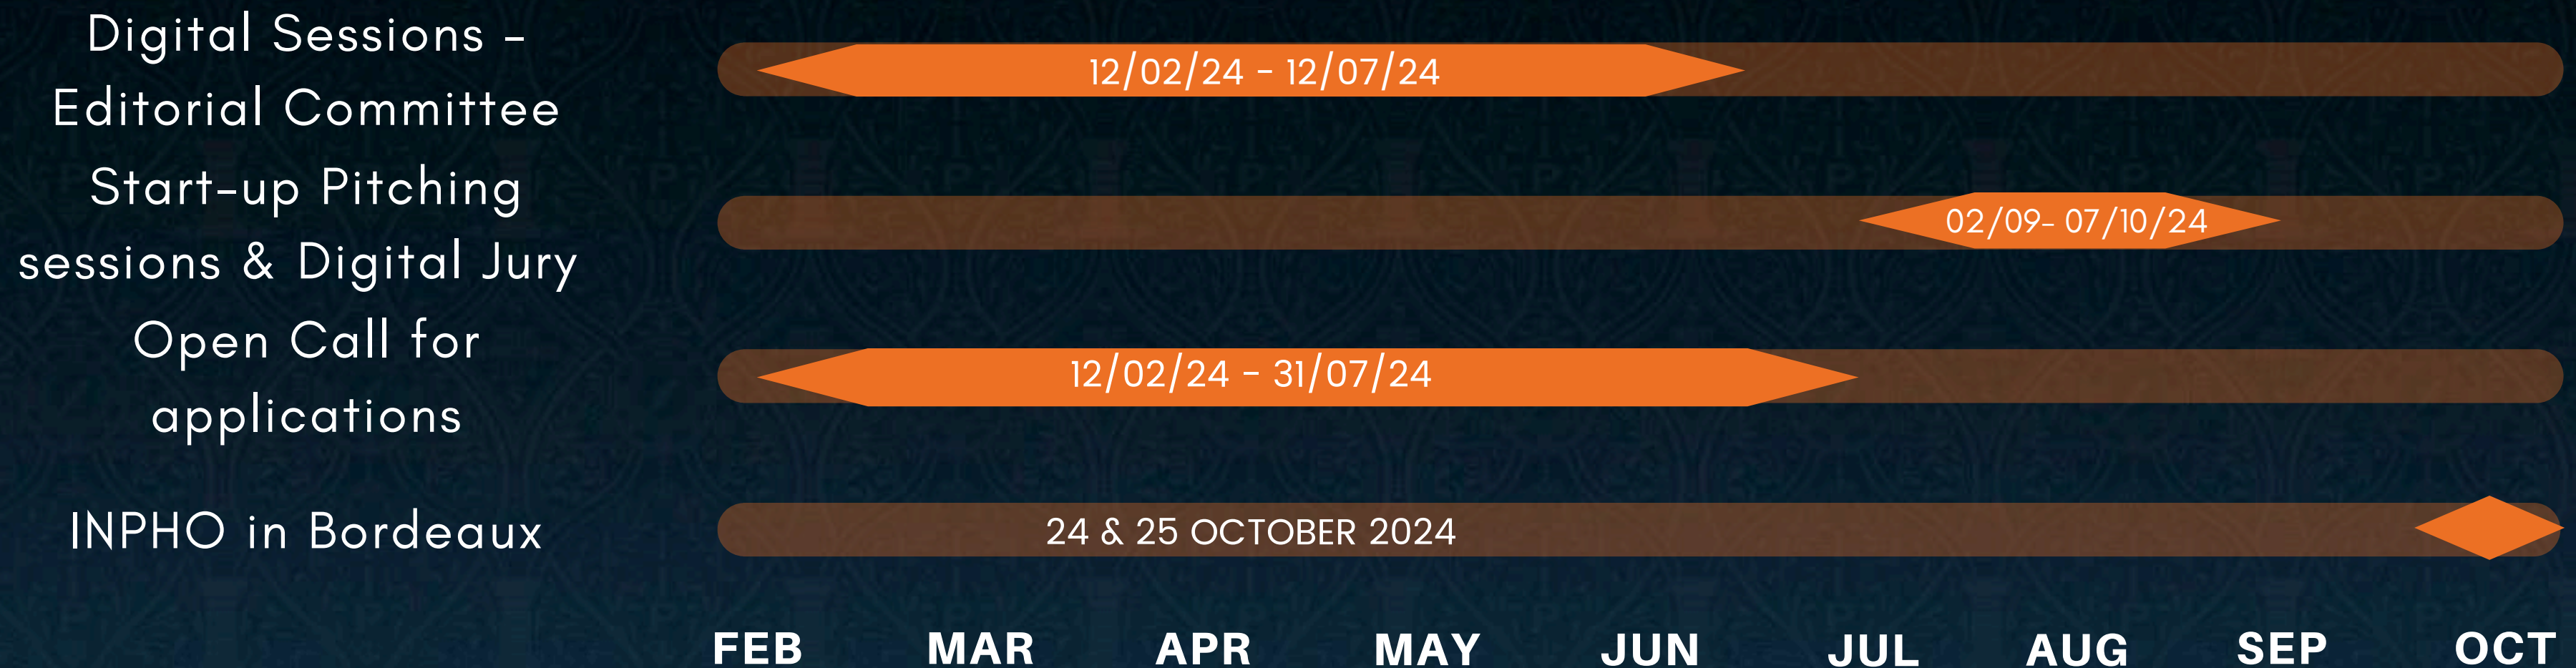 Digital Sessions -
Editorial Committee
12/02/24 - 12/07/24
Start-up Pitching
sessions & Digital Jury
02/09- 07/10/24
Open Call for
applications
12/02/24 - 31/07/24
INPHO in Bordeaux
24 & 25 OCTOBER 2024
FEB MAR APR MAY JUN JUL AUG SEP OCT